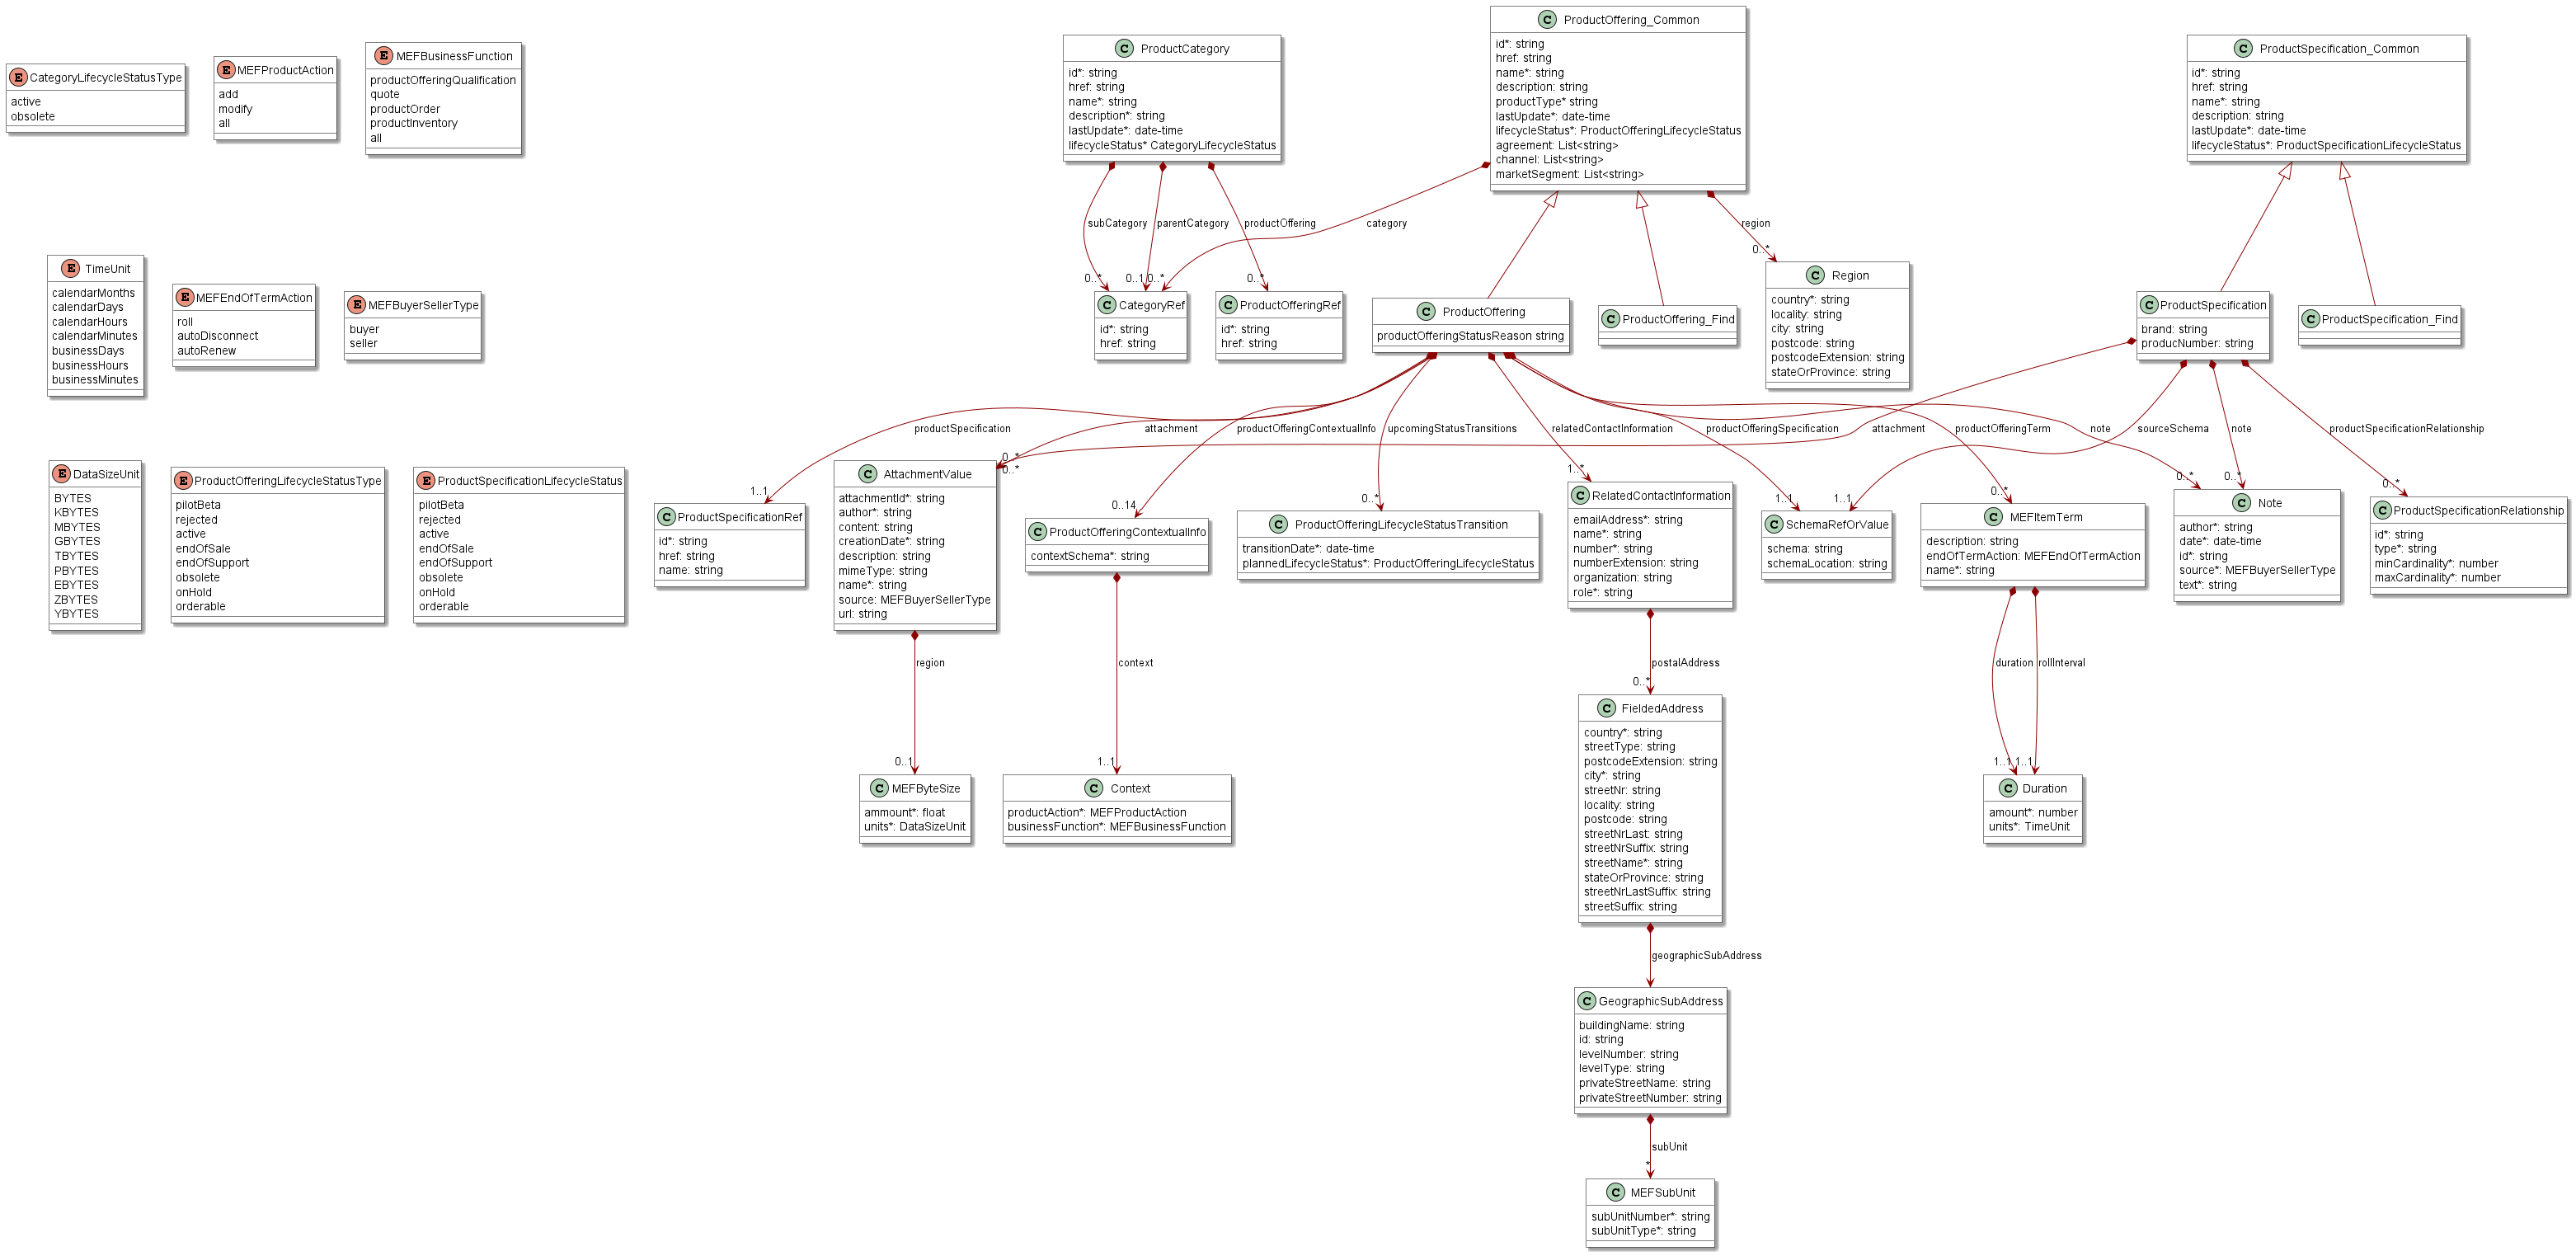 CategoryLifecycleStatusType
active
obsolete
MEFProductAction
add
modify
all
MEFBusinessFunction
productOfferingQualification
quote
productOrder
productInventory
all
ProductCategory
id*: string
href: string
name*: string
description*: string
lastUpdate*: date-time
lifecycleStatus* CategoryLifecycleStatus
ProductOffering_Common
id*: string
href: string
name*: string
description: string
productType* string
lastUpdate*: date-time
lifecycleStatus*: ProductOfferingLifecycleStatus
agreement: List<string>
channel: List<string>
marketSegment: List<string>
ProductSpecification_Common
id*: string
href: string
name*: string
description: string
lastUpdate*: date-time
lifecycleStatus*: ProductSpecificationLifecycleStatus
subCategory
parentCategory
productOffering
category
region
0..*
0..1
0..*
0..*
0..*
TimeUnit
calendarMonths
calendarDays
calendarHours
calendarMinutes
businessDays
businessHours
businessMinutes
MEFEndOfTermAction
roll
autoDisconnect
autoRenew
MEFBuyerSellerType
buyer
seller
CategoryRef
id*: string
href: string
ProductOfferingRef
id*: string
href: string
ProductOffering
productOfferingStatusReason string
ProductOffering_Find
Region
country*: string
locality: string
city: string
postcode: string
postcodeExtension: string
stateOrProvince: string
ProductSpecification
brand: string
producNumber: string
ProductSpecification_Find
productSpecification
attachment
productOfferingContextualInfo
upcomingStatusTransitions
relatedContactInformation
productOfferingSpecification
attachment
productOfferingTerm
note
sourceSchema
note
productSpecificationRelationship
1..1
0..*
0..*
0..14
0..*
1..*
1..1
1..1
0..*
0..*
0..*
0..*
DataSizeUnit
BYTES
KBYTES
MBYTES
GBYTES
TBYTES
PBYTES
EBYTES
ZBYTES
YBYTES
ProductOfferingLifecycleStatusType
pilotBeta
rejected
active
endOfSale
endOfSupport
obsolete
onHold
orderable
ProductSpecificationLifecycleStatus
pilotBeta
rejected
active
endOfSale
endOfSupport
obsolete
onHold
orderable
ProductSpecificationRef
id*: string
href: string
name: string
AttachmentValue
attachmentId*: string
author*: string
content: string
creationDate*: string
description: string
mimeType: string
name*: string
source: MEFBuyerSellerType
url: string
ProductOfferingContextualInfo
contextSchema*: string
ProductOfferingLifecycleStatusTransition
transitionDate*: date-time
plannedLifecycleStatus*: ProductOfferingLifecycleStatus
RelatedContactInformation
emailAddress*: string
name*: string
number*: string
numberExtension: string
organization: string
role*: string
SchemaRefOrValue
schema: string
schemaLocation: string
MEFItemTerm
description: string
endOfTermAction: MEFEndOfTermAction
name*: string
Note
author*: string
date*: date-time
id*: string
source*: MEFBuyerSellerType
text*: string
ProductSpecificationRelationship
id*: string
type*: string
minCardinality*: number
maxCardinality*: number
region
context
postalAddress
duration
rollInterval
0..1
1..1
0..*
1..1
1..1
MEFByteSize
ammount*: float
units*: DataSizeUnit
Context
productAction*: MEFProductAction
businessFunction*: MEFBusinessFunction
FieldedAddress
country*: string
streetType: string
postcodeExtension: string
city*: string
streetNr: string
locality: string
postcode: string
streetNrLast: string
streetNrSuffix: string
streetName*: string
stateOrProvince: string
streetNrLastSuffix: string
streetSuffix: string
Duration
amount*: number
units*: TimeUnit
geographicSubAddress
GeographicSubAddress
buildingName: string
id: string
levelNumber: string
levelType: string
privateStreetName: string
privateStreetNumber: string
subUnit
*
MEFSubUnit
subUnitNumber*: string
subUnitType*: string